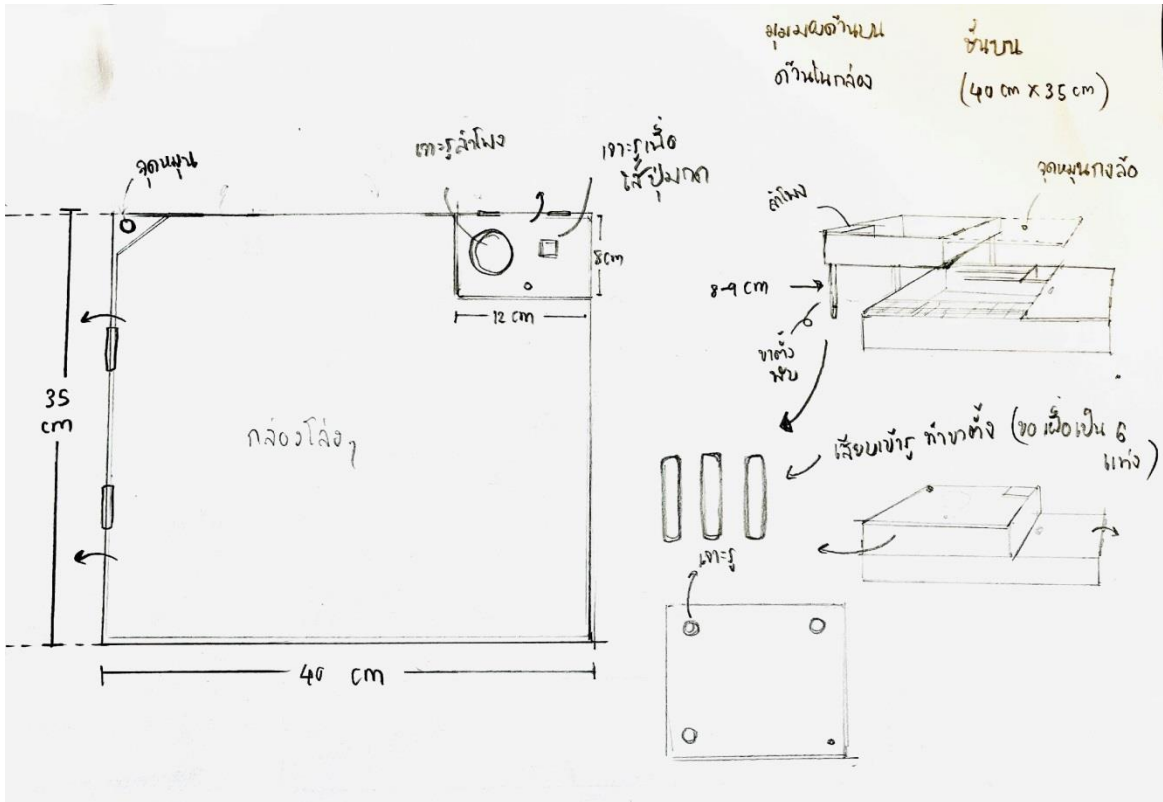 มุมมองด้านบน
ด้านในกล่อง
ชั้นบน
(40 cm x 35 cm)
จุดหมุน
เจาะรูลำโพง
เจาะรูเพื่อ
ใส่ปุ่มกด
8cm
12 cm
35
cm
กล่องโล่งๆ
40 cm
จุดหมุนกงล้อ
ลำโพง
8-9 cm
ขาตั้ง
พับ
เสียบเข้ารู ทำขาตั้ง (ขอเผื่อเป็น 6
แท่ง)
เจาะรู